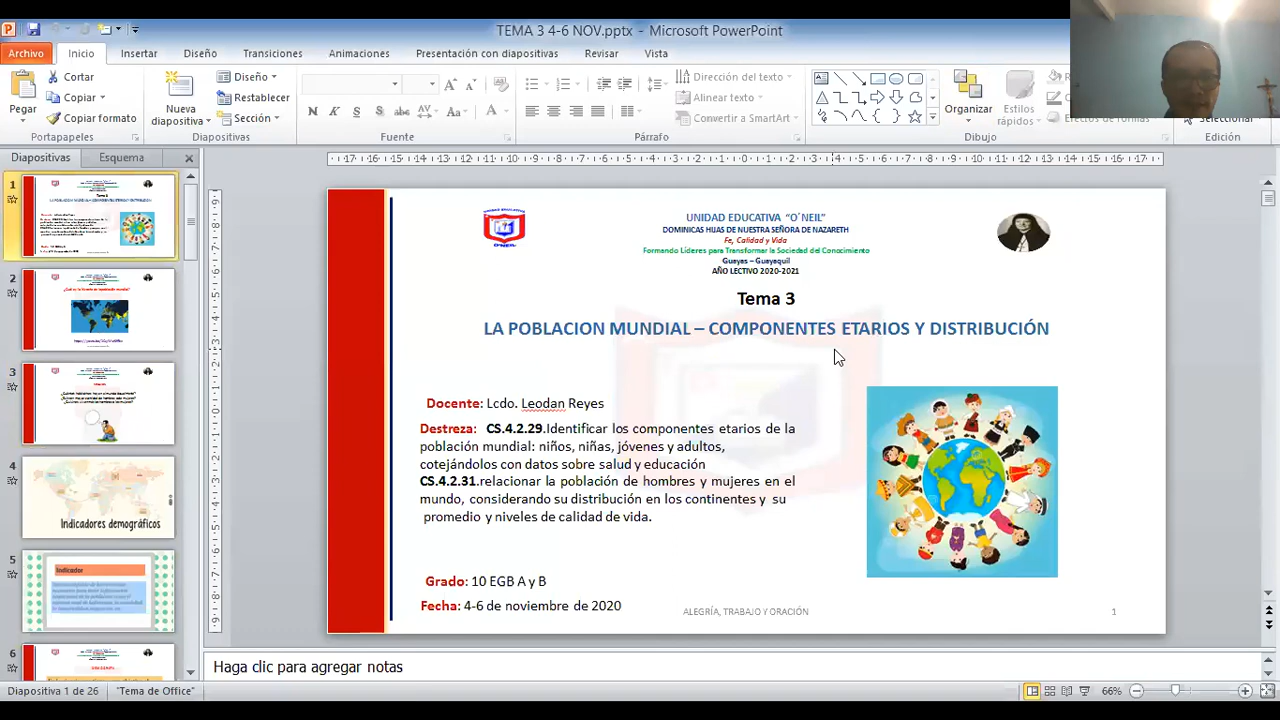 TEMA 3 4-6 NOV.pptx - Microsoft PowerPoint
Archivo Inicio Insertar Diseño Transiciones Animaciones Presentación con diapositivas Revisar Vista
Pegar
Cortar
Copiar
Copiar formato
Portapapeles
Nueva
diapositiva
Diseño
Restablecer
Sección
Diapositivas
Fuente
Dirección del texto
Alinear texto
Convertir a SmartArt
Párrafo
Organizar
Estilos
rápidos
Dibujo
Seleccionar
Edición
Diapositivas Esquema
1
2
3
4
Indicadores demográficos
5
Indicador
6
UNIDAD EDUCATIVA "O´NEIL"
DOMINICAS HIJAS DE NUESTRA SEÑORA DE NAZARETH
Fe, Calidad y Vida
Formando Líderes para Transformar la Sociedad del Conocimiento
Guayas – Guayaquil
AÑO LECTIVO 2020-2021
Tema 3
LA POBLACION MUNDIAL – COMPONENTES ETARIOS Y DISTRIBUCIÓN
Docente: Lcdo. Leodan Reyes
Destreza: CS.4.2.29.Identificar los componentes etarios de la
población mundial: niños, niñas, jóvenes y adultos,
cotejándolos con datos sobre salud y educación
CS.4.2.31.relacionar la población de hombres y mujeres en el
mundo, considerando su distribución en los continentes y su
promedio y niveles de calidad de vida.
Grado: 10 EGB A y B
Fecha: 4-6 de noviembre de 2020
ALEGRÍA, TRABAJO Y ORACIÓN
1
Haga clic para agregar notas
Diapositiva 1 de 26 "Tema de Office" 66%